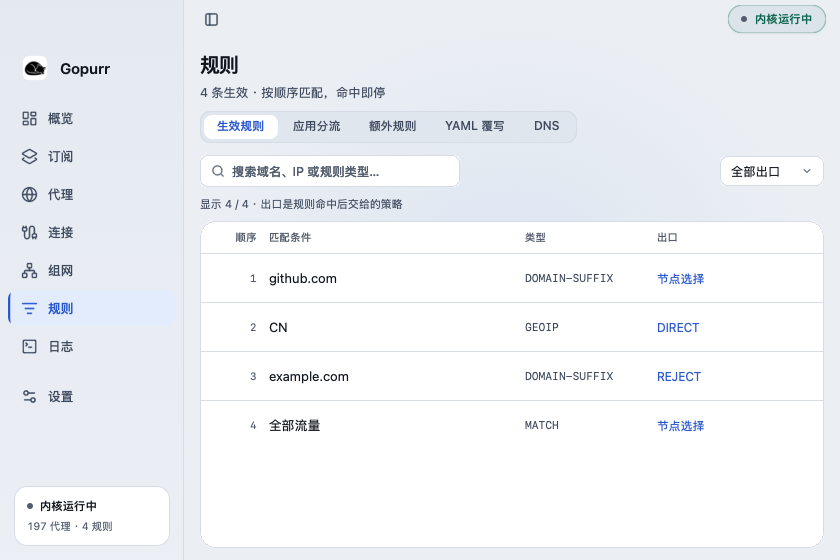 内核运行中
Gopurr
概览
订阅
代理
连接
组网
规则
日志
设置
内核运行中
197 代理 · 4 规则
规则
4 条生效 · 按顺序匹配，命中即停
生效规则 应用分流 额外规则 YAML 覆写 DNS
搜索域名、IP 或规则类型... 全部出口
显示 4 / 4 · 出口是规则命中后交给的策略
顺序 匹配条件 类型 出口
1 github.com DOMAIN-SUFFIX 节点选择
2 CN GEOIP DIRECT
3 example.com DOMAIN-SUFFIX REJECT
4 全部流量 MATCH 节点选择